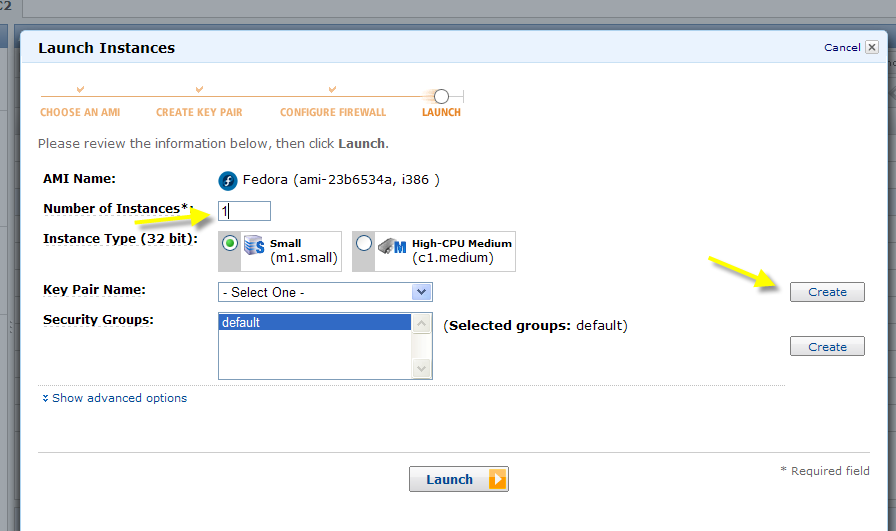 C2
Launch Instances
Cancel
CHOOSE AN AMI CREATE KEY PAIR CONFIGURE FIREWALL LAUNCH
Please review the information below, then click Launch.
AMI Name: Fedora (ami-23b6534a, i386 )
Number of Instances*: 1
Instance Type (32 bit): Small (m1.small) High-CPU Medium (c1.medium)
Key Pair Name: - Select One - Create
Security Groups: default (Selected groups: default)
Create
Show advanced options
* Required field
Launch